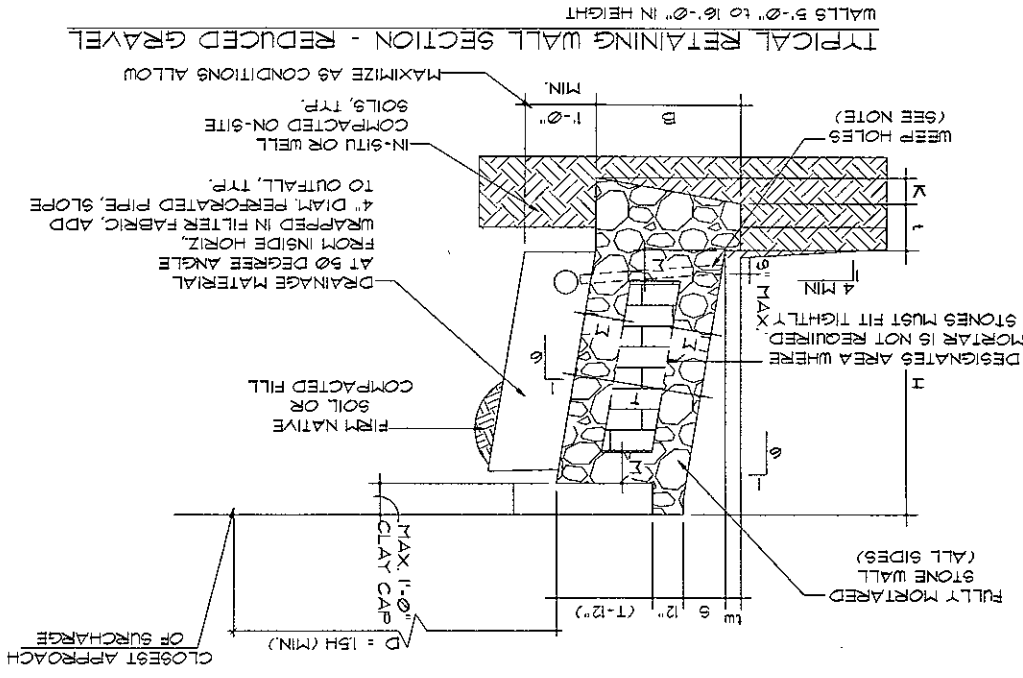 CLOSEST APPROACH
OF SURCHARGE
D = 1.5H (MIN.)
MAX. 1'-0"
CLAY CAP
tw
S
12"
(T-12")
FULLY MORTARED
STONE WALL
(ALL SIDES)
H
1
6
1
6
M
M
M
M
T
FIRM NATIVE
SOIL OR
COMPACTED FILL
DESIGNATES AREA WHERE
MORTAR IS NOT REQUIRED.
STONES MUST FIT TIGHTLY
4 MIN
9" MAX.
DRAINAGE MATERIAL
AT 50 DEGREE ANGLE
FROM INSIDE HORIZ,
WRAPPED IN FILTER FABRIC, ADD
4" DIAM. PERFORATED PIPE, SLOPE
TO OUTFALL, TYP.
t
K
WEEP HOLES
(SEE NOTE)
B
1'-0"
MIN.
IN-SITU OR WELL
COMPACTED ON-SITE
SOILS, TYP.
MAXIMIZE AS CONDITIONS ALLOW
TYPICAL RETAINING WALL SECTION - REDUCED GRAVEL
WALLS 5'-0" to 16'-0" IN HEIGHT